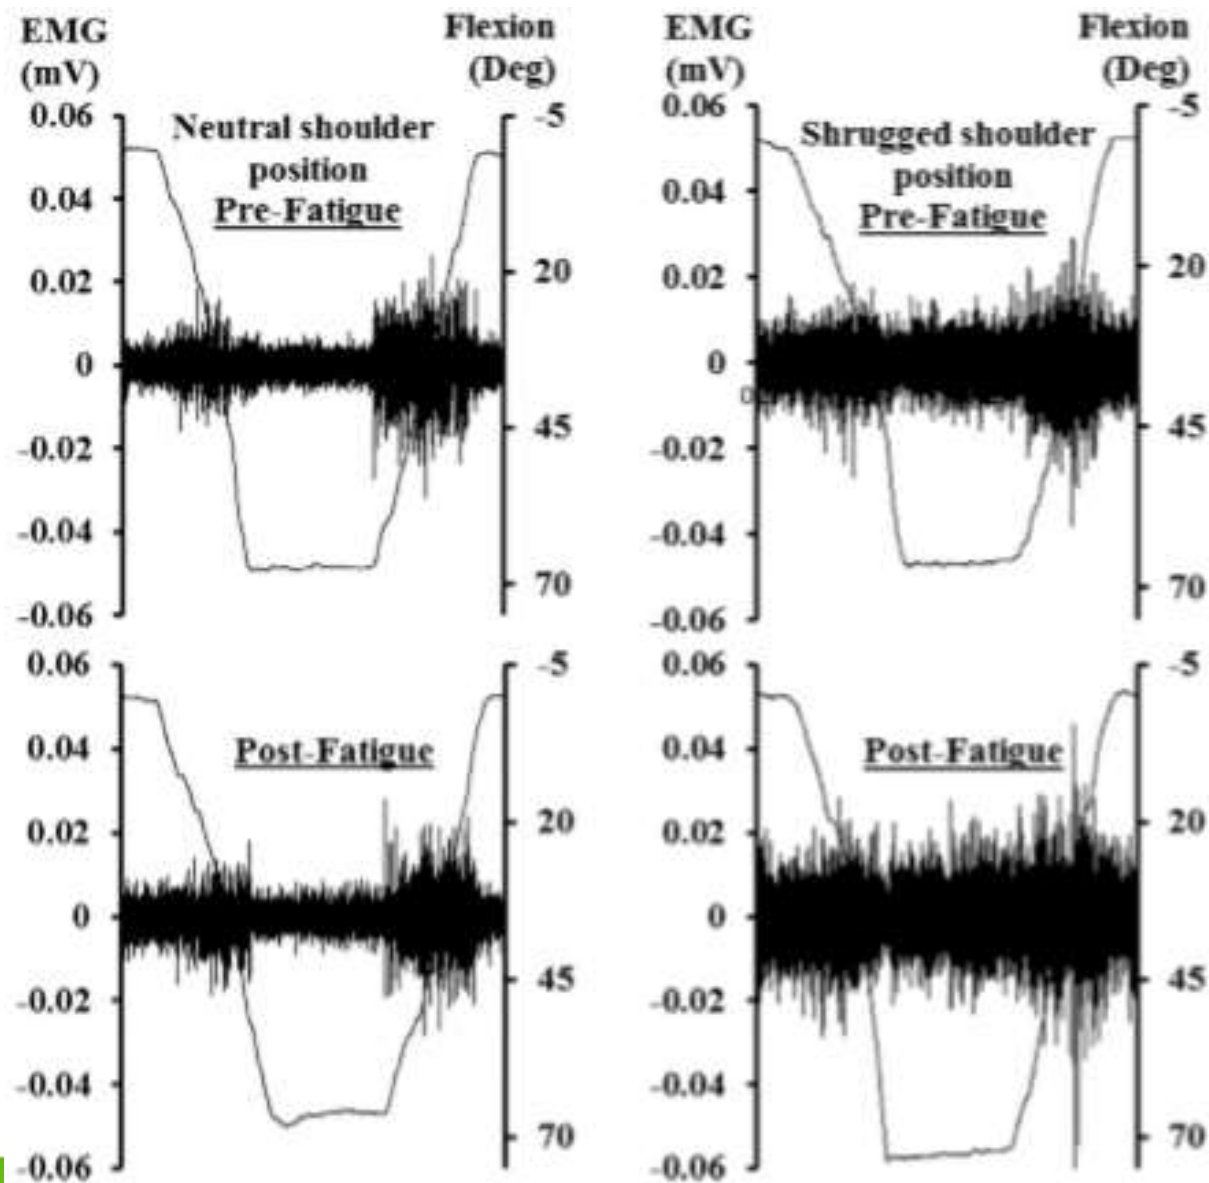 EMG
(mV)
Flexion
(Deg)
0.06
0.04
0.02
0
-0.02
-0.04
-0.06
-5
20
45
70
Neutral shoulder
position
Pre-Fatigue
EMG
(mV)
Flexion
(Deg)
0.06
0.04
0.02
0
-0.02
-0.04
-0.06
-5
20
45
70
Shrugged shoulder
position
Pre-Fatigue
0.06
0.04
0.02
0
-0.02
-0.04
-0.06
-5
20
45
70
Post-Fatigue
0.06
0.04
0.02
0
-0.02
-0.04
-0.06
-5
20
45
70
Post-Fatigue